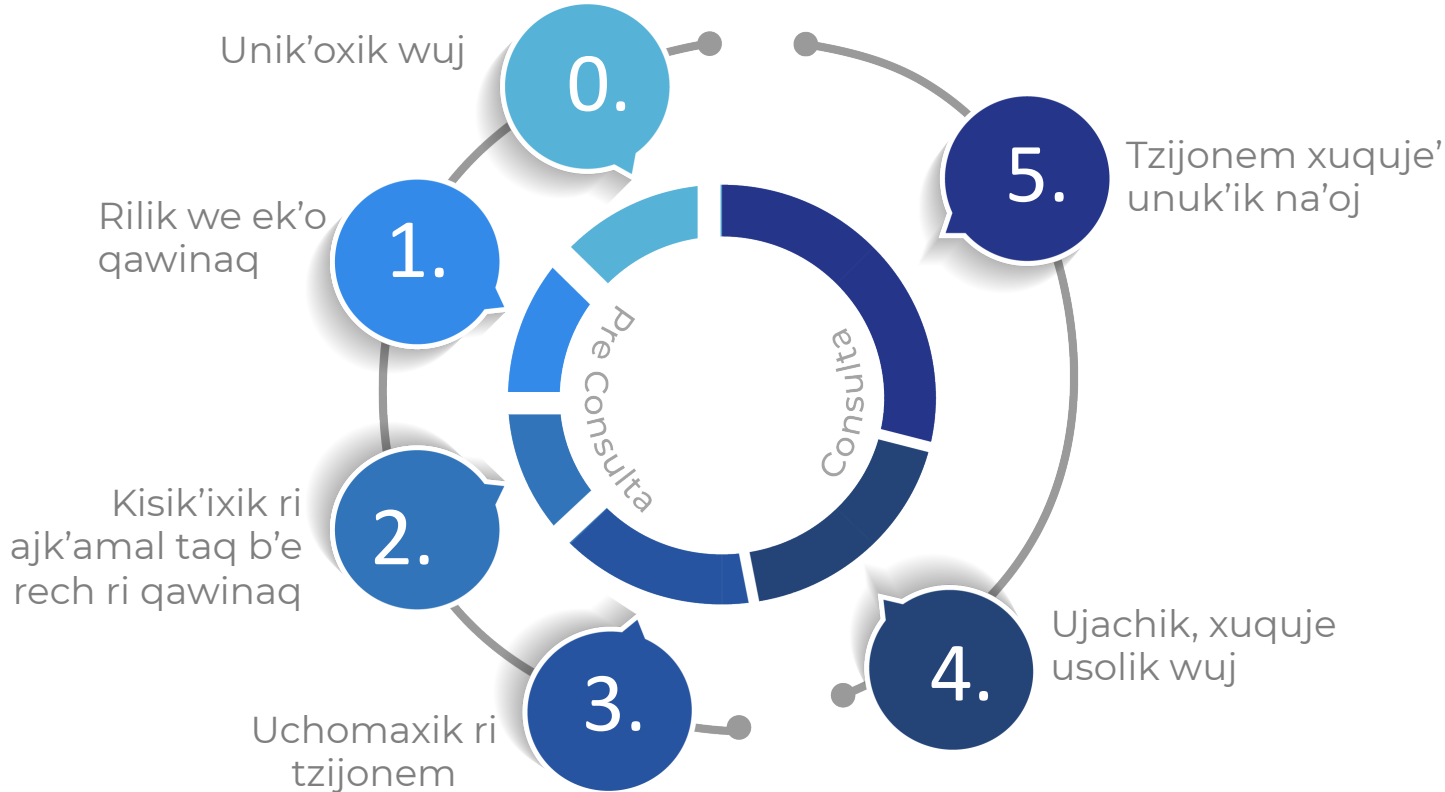 0.
Unik’oxik wuj
1.
Rilik we ek’o
qawinaq
2.
Kisik’ixik ri
ajk’amal taq b’e
rech ri qawinaq
3.
Uchomaxik ri
tzijonem
4.
Ujachik, xuquje
usolik wuj
5.
Tzijonem xuquje’
unuk’ik na’oj
Pre Consulta
Consulta